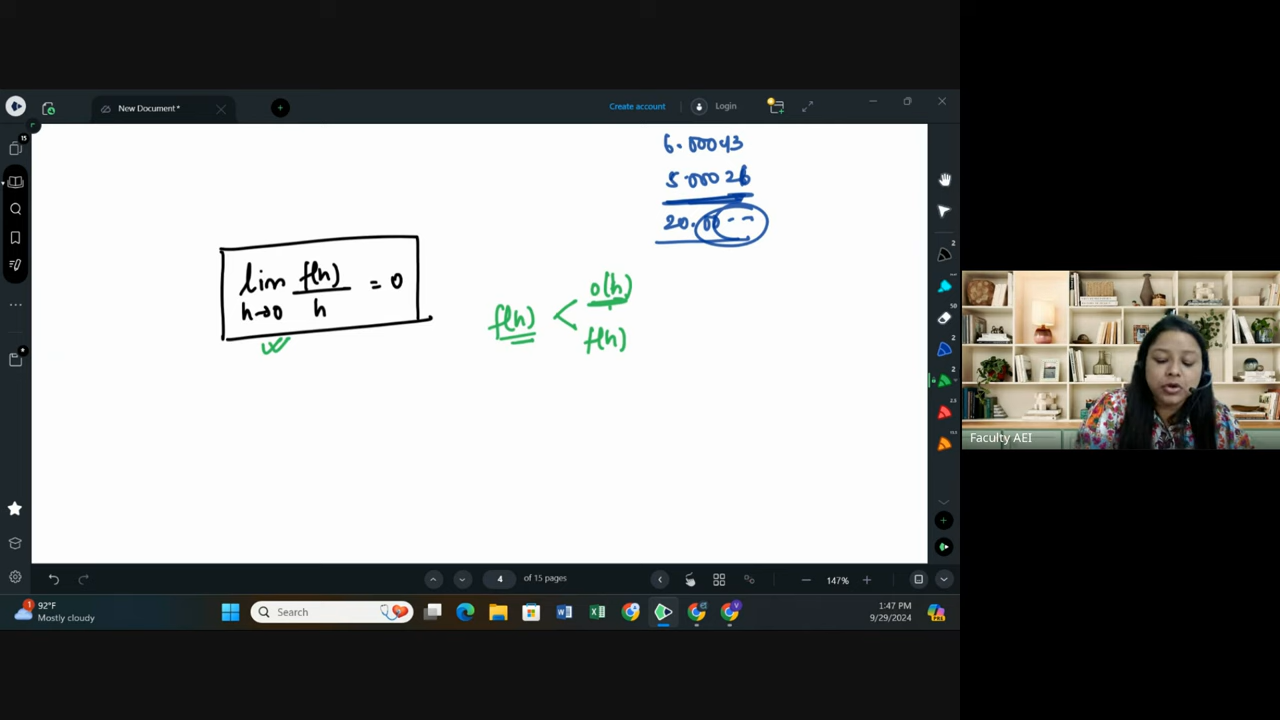 New Document*
Create account
Login
15
6.00043
5.00026
20.00--
lim f(h)/h = 0
h→0
f(h) < o(h)
f(h)
Faculty AEI
4 of 15 pages
147%
92°F
Mostly cloudy
Search
1:47 PM
9/29/2024